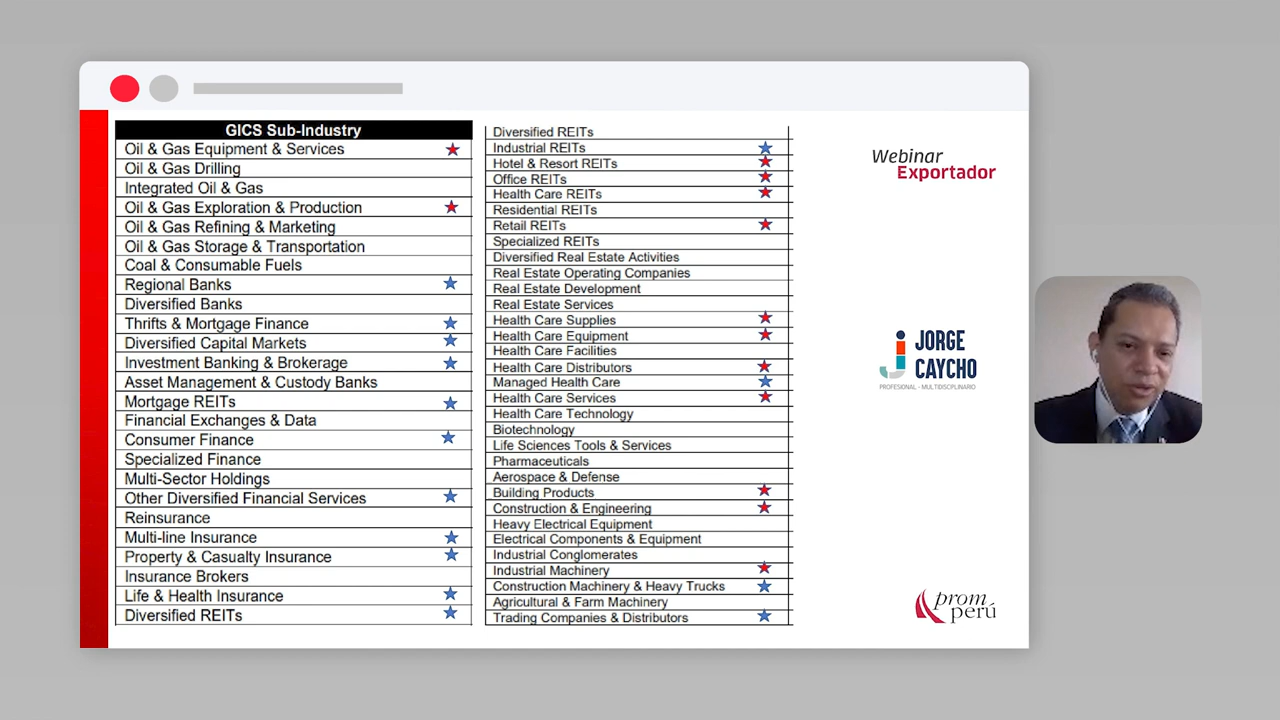 GICS Sub-Industry
Oil & Gas Equipment & Services
Oil & Gas Drilling
Integrated Oil & Gas
Oil & Gas Exploration & Production
Oil & Gas Refining & Marketing
Oil & Gas Storage & Transportation
Coal & Consumable Fuels
Regional Banks
Diversified Banks
Thrifts & Mortgage Finance
Diversified Capital Markets
Investment Banking & Brokerage
Asset Management & Custody Banks
Mortgage REITs
Financial Exchanges & Data
Consumer Finance
Specialized Finance
Multi-Sector Holdings
Other Diversified Financial Services
Reinsurance
Multi-line Insurance
Property & Casualty Insurance
Insurance Brokers
Life & Health Insurance
Diversified REITs
Diversified REITs
Industrial REITs
Hotel & Resort REITs
Office REITs
Health Care REITs
Residential REITs
Retail REITs
Specialized REITs
Diversified Real Estate Activities
Real Estate Operating Companies
Real Estate Development
Real Estate Services
Health Care Supplies
Health Care Equipment
Health Care Facilities
Health Care Distributors
Managed Health Care
Health Care Services
Health Care Technology
Biotechnology
Life Sciences Tools & Services
Pharmaceuticals
Aerospace & Defense
Building Products
Construction & Engineering
Heavy Electrical Equipment
Electrical Components & Equipment
Industrial Conglomerates
Industrial Machinery
Construction Machinery & Heavy Trucks
Agricultural & Farm Machinery
Trading Companies & Distributors
Webinar
Exportador
JORGE
CAYCHO
PROFESIONAL - MULTIDISCPLINARIO
prom
perú